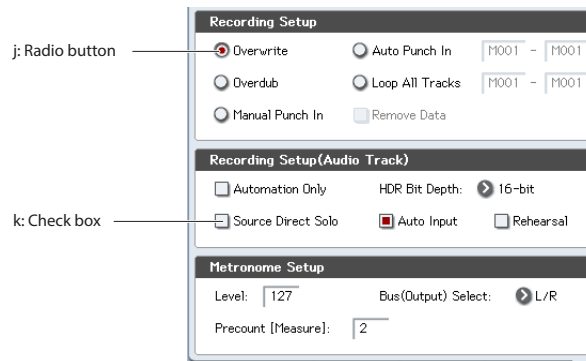 Recording Setup
j: Radio button
Overwrite Auto Punch In M001 - M001
Overdub Loop All Tracks M001 - M001
Manual Punch In Remove Data
Recording Setup(Audio Track)
Automation Only HDR Bit Depth: 16-bit
k: Check box
Source Direct Solo Auto Input Rehearsal
Metronome Setup
Level: 127 Bus(Output) Select: L/R
Precount [Measure]: 2